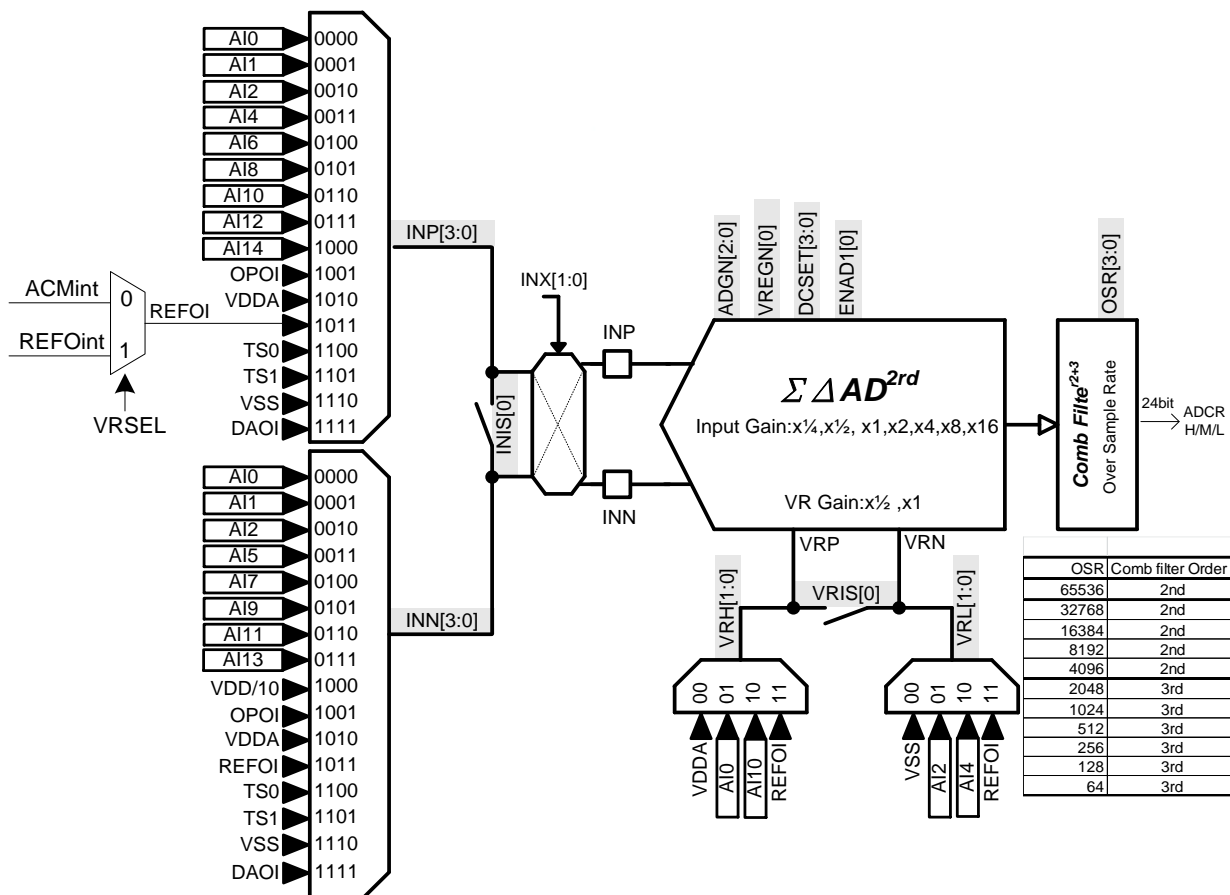 AI0 0000
AI1 0001
AI2 0010
AI4 0011
AI6 0100
AI8 0101
AI10 0110
AI12 0111
AI14 1000
OPOI 1001
VDDA 1010
REFOI 1011
TS0 1100
TS1 1101
VSS 1110
DAOI 1111
ACMint 0
REFOint 1
VRSEL
INP[3:0]
AI0 0000
AI1 0001
AI2 0010
AI5 0011
AI7 0100
AI9 0101
AI11 0110
AI13 0111
VDD/10 1000
OPOI 1001
VDDA 1010
REFOI 1011
TS0 1100
TS1 1101
VSS 1110
DAOI 1111
INN[3:0]
INIS[0]
INX[1:0]
INP
INN
ADGN[2:0]
VREGN[0]
DCSET[3:0]
ENAD1[0]
ΣΔAD2rd
Input Gain:x¼,x½, x1,x2,x4,x8,x16
VR Gain:x½ ,x1
VRP
VRN
VRH[1:0]
VRIS[0]
VRL[1:0]
00 01 10 11
VDDA AI0 AI10 REFOI
00 01 10 11
VSS AI2 AI4 REFOI
OSR[3:0]
Comb Filter2+3
Over Sample Rate
24bit
ADCR
H/M/L
OSR Comb filter Order
65536 2nd
32768 2nd
16384 2nd
8192 2nd
4096 2nd
2048 3rd
1024 3rd
512 3rd
256 3rd
128 3rd
64 3rd